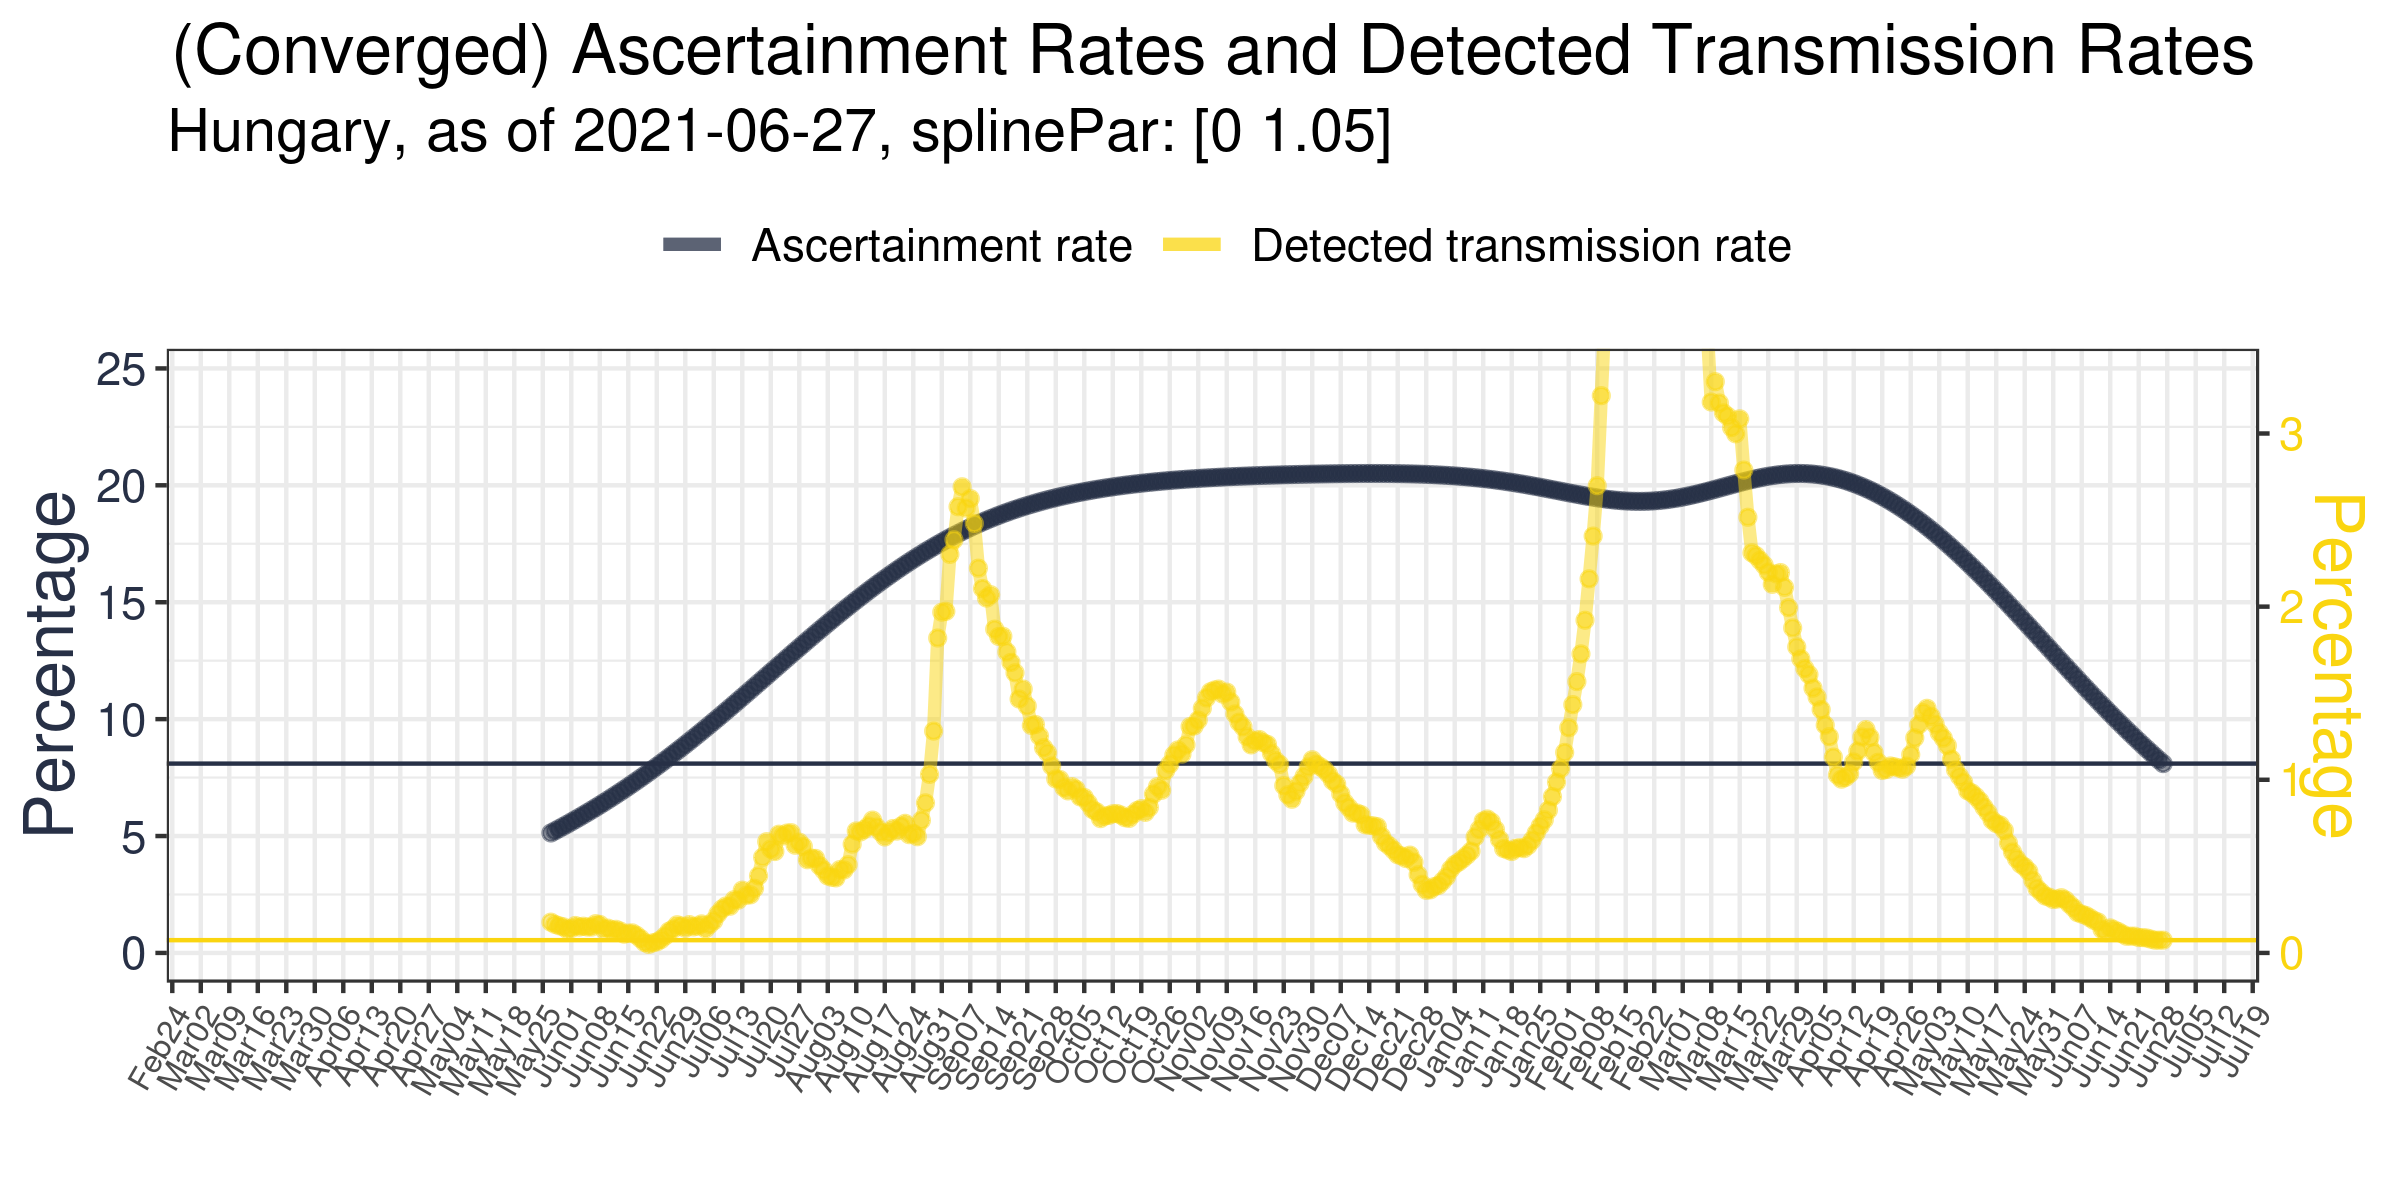 (Converged) Ascertainment Rates and Detected Transmission Rates
Hungary, as of 2021-06-27, splinePar: [0 1.05]
Ascertainment rate
Detected transmission rate
Percentage
25
20
15
10
5
0
3
2
1
0
Percentage
Feb24
Mar02
Mar09
Mar16
Mar23
Mar30
Apr06
Apr13
Apr20
Apr27
May04
May11
May18
May25
Jun01
Jun08
Jun15
Jun22
Jun29
Jul06
Jul13
Jul20
Jul27
Aug03
Aug10
Aug17
Aug24
Aug31
Sep07
Sep14
Sep21
Sep28
Oct05
Oct12
Oct19
Oct26
Nov02
Nov09
Nov16
Nov23
Nov30
Dec07
Dec14
Dec21
Dec28
Jan04
Jan11
Jan18
Jan25
Feb01
Feb08
Feb15
Feb22
Mar08
Mar08
Mar15
Mar22
Mar29
Apr05
Apr12
Apr19
Apr26
May03
May10
May17
May24
May31
Jun07
Jun14
Jun21
Jun28
Jul05
Jul12
Jul19